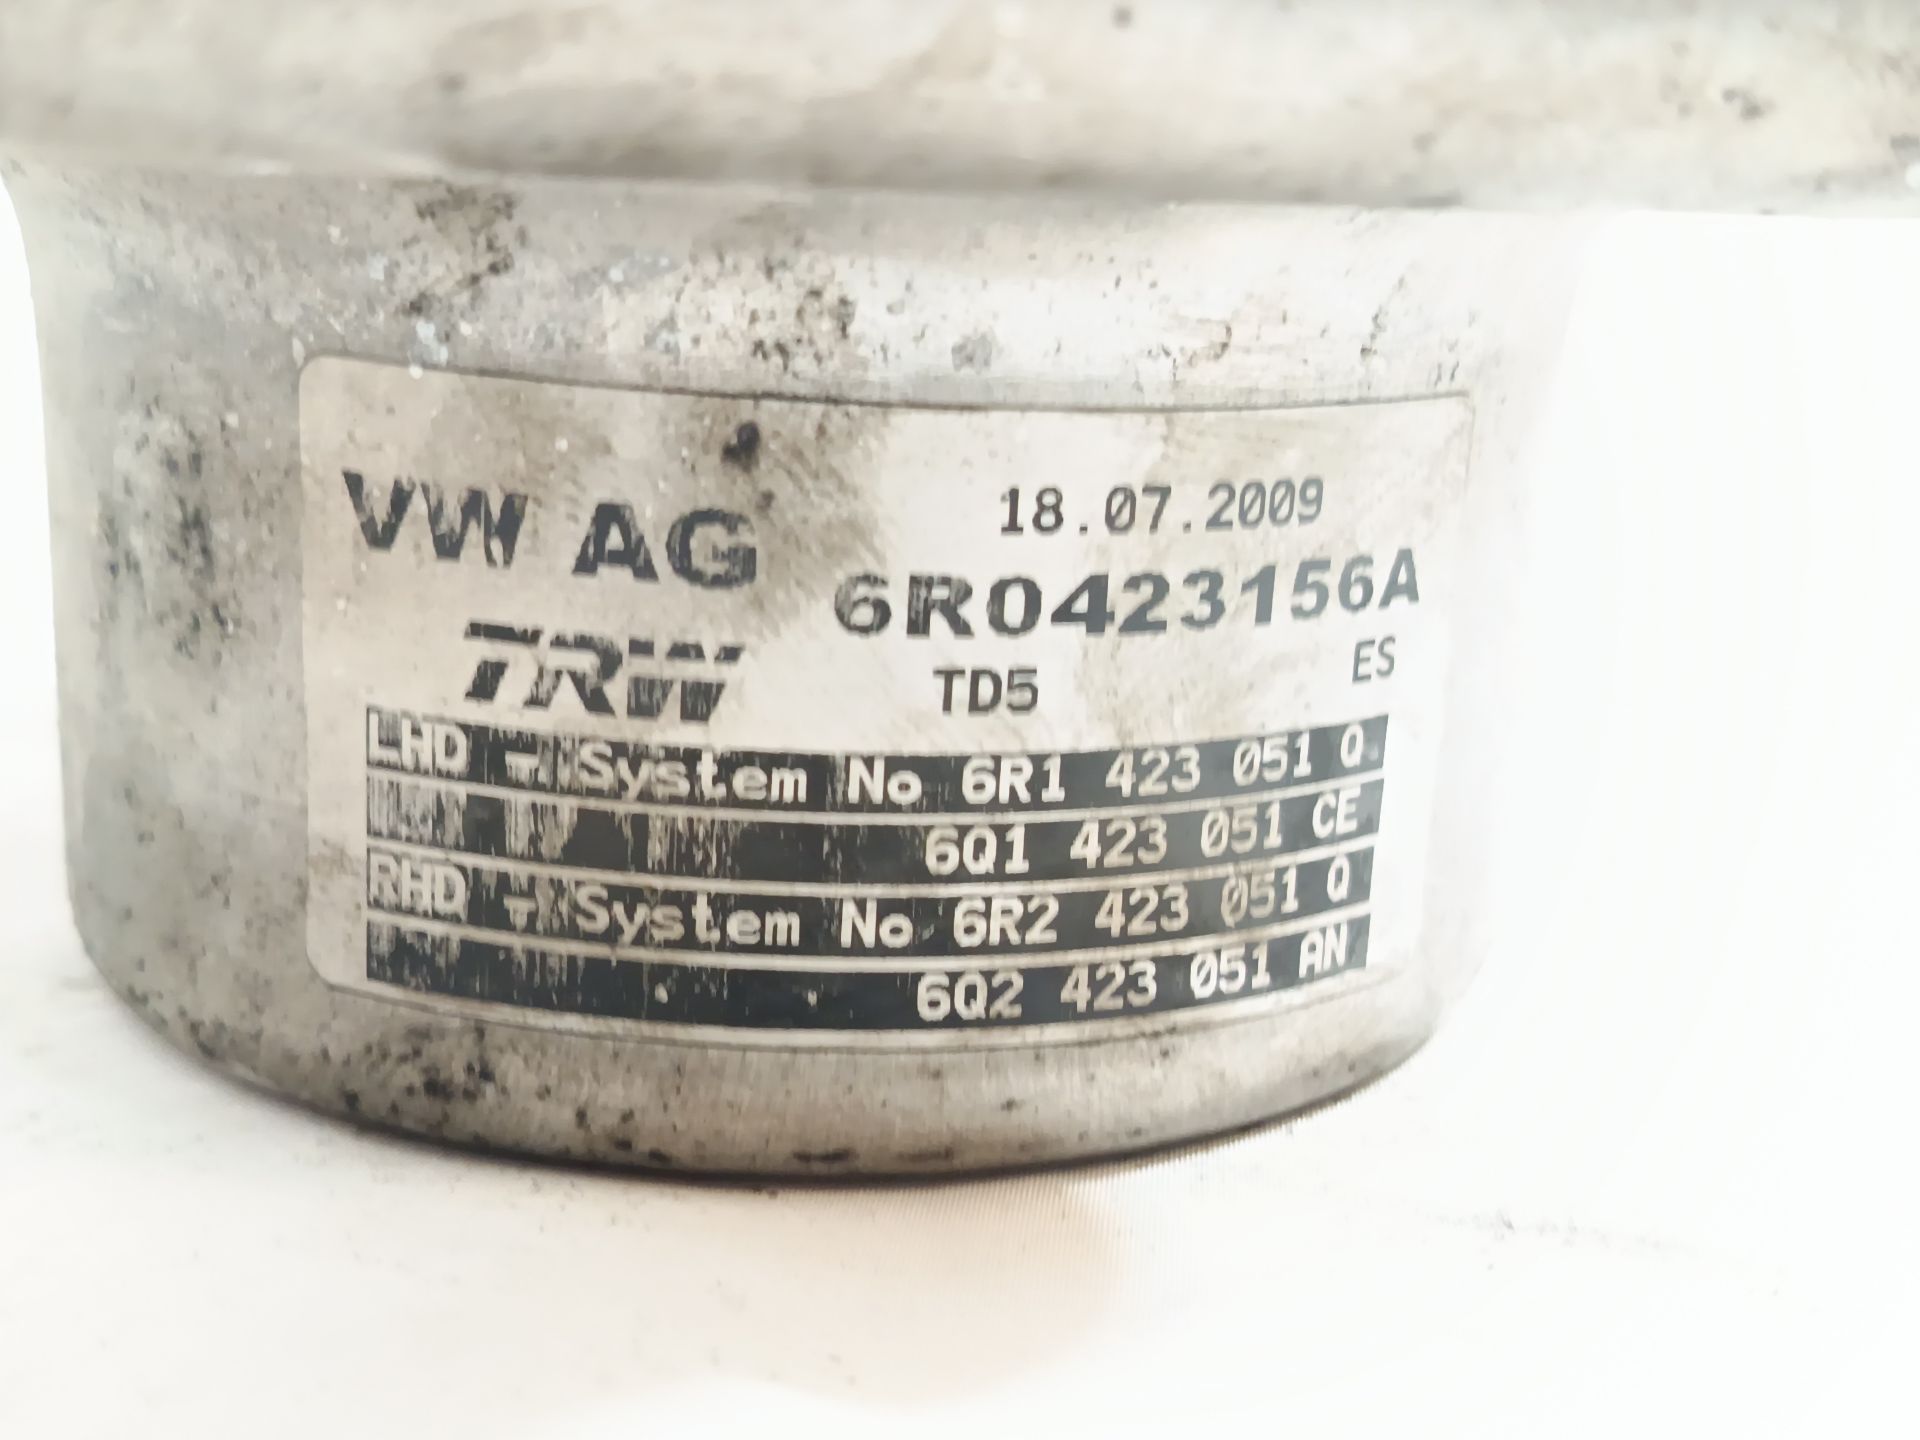 VW AG
18.07.2009
6R0423156A
TRW
TD5
ES
LHD - System No 6R1 423 051 Q
6Q1 423 051 CE
RHD - System No 6R2 423 051 Q
6Q2 423 051 AN